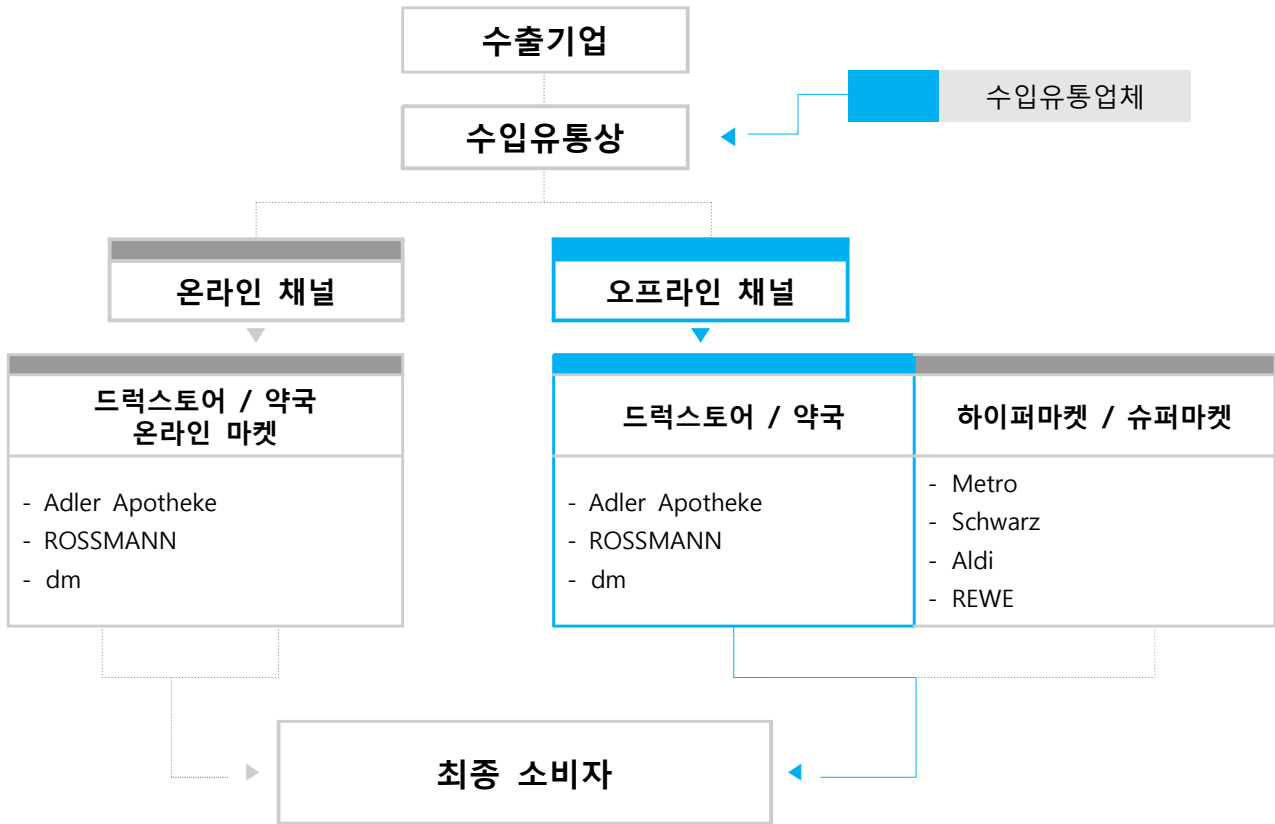 수출기업
수입유통업체
수입유통상
온라인 채널
오프라인 채널
드럭스토어 / 약국
온라인 마켓
- Adler Apotheke
- ROSSMANN
- dm
드럭스토어 / 약국
- Adler Apotheke
- ROSSMANN
- dm
하이퍼마켓 / 슈퍼마켓
- Metro
- Schwarz
- Aldi
- REWE
최종 소비자